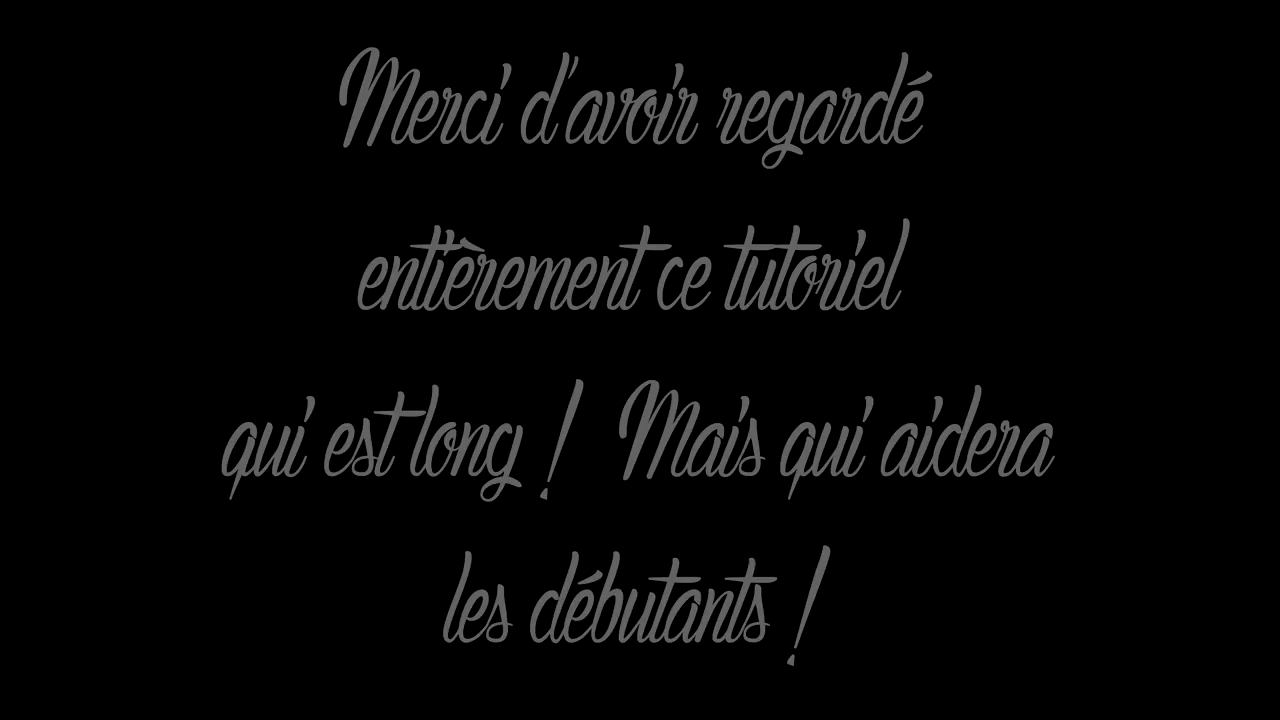 Merci d'avoir regardé
entièrement ce tutoriel
qui est long ! Mais qui aidera
les débutants !